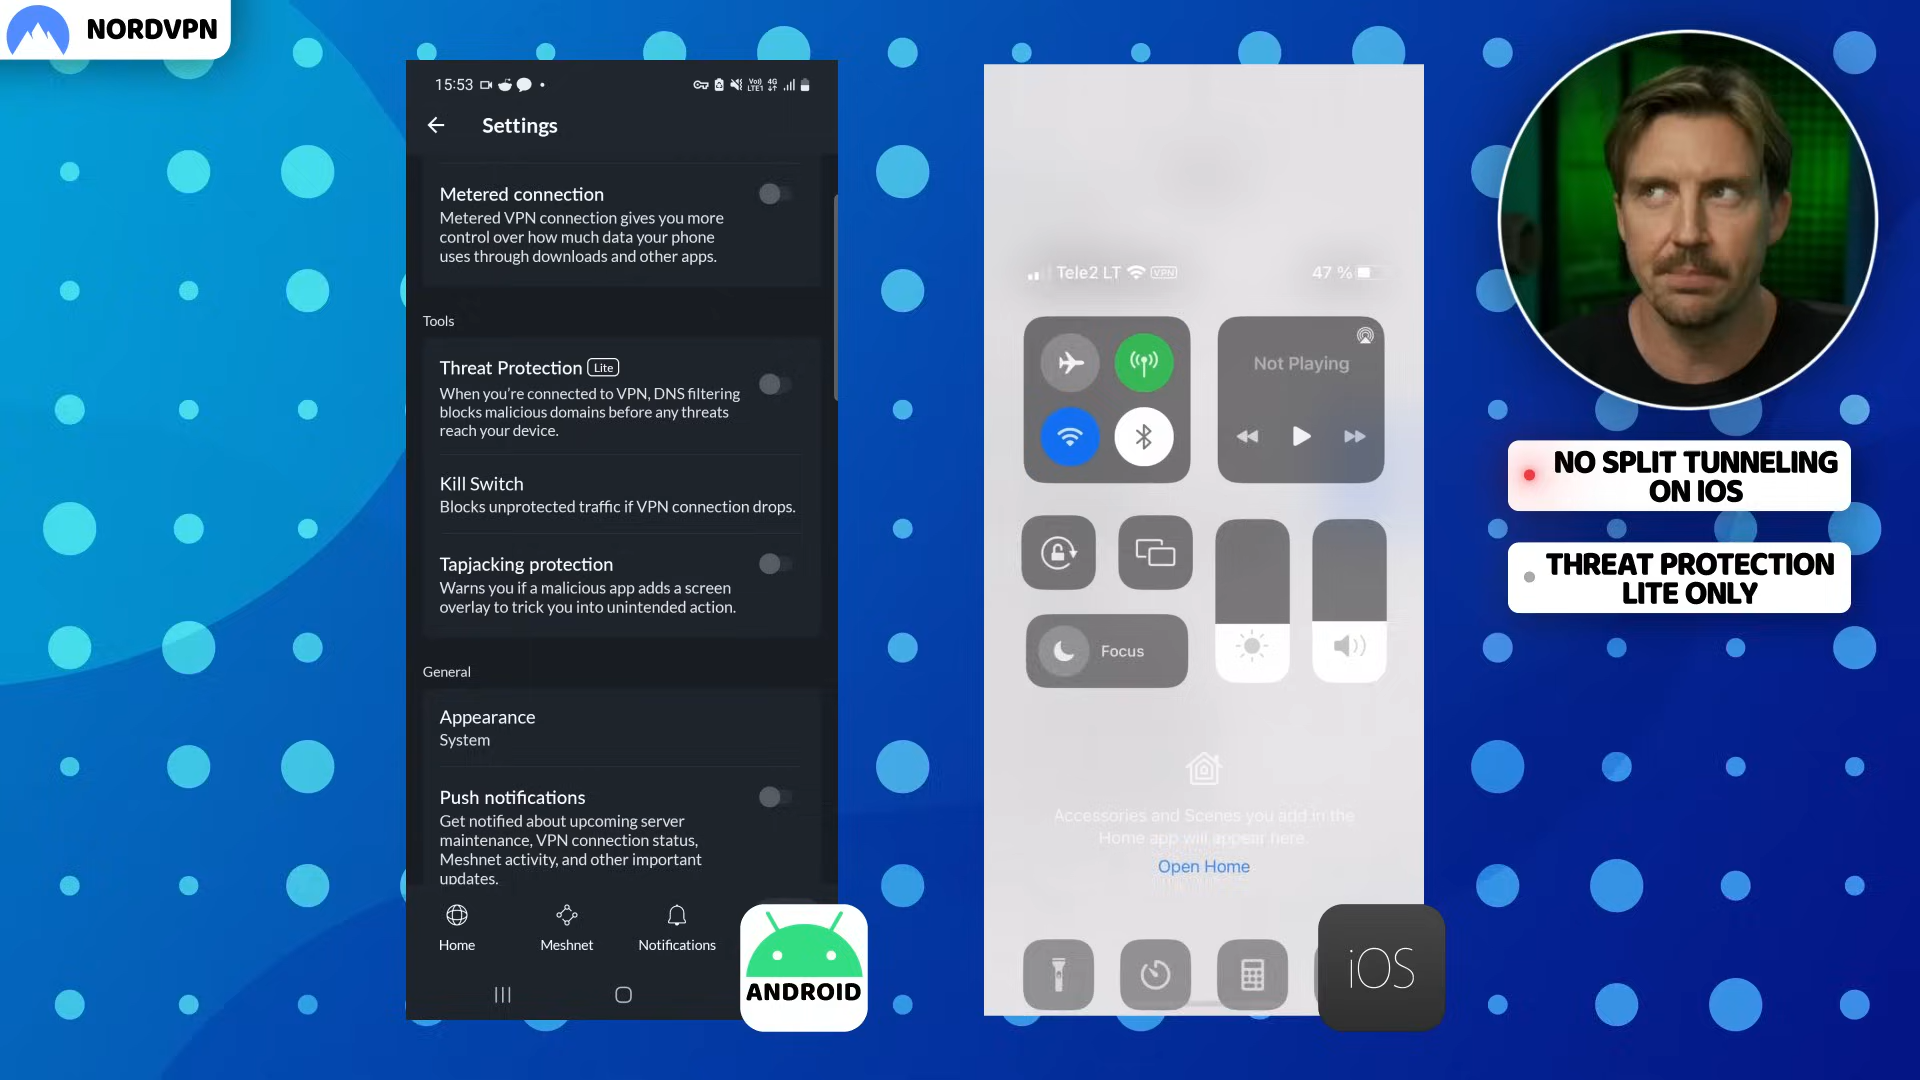 NORDVPN
15:53
Vo)) 4G
LTE1
Settings
Metered connection
Metered VPN connection gives you more
control over how much data your phone
uses through downloads and other apps.
Tools
Threat Protection Lite
When you're connected to VPN, DNS filtering
blocks malicious domains before any threats
reach your device.
Kill Switch
Blocks unprotected traffic if VPN connection drops.
Tapjacking protection
Warns you if a malicious app adds a screen
overlay to trick you into unintended action.
General
Appearance
System
Push notifications
Get notified about upcoming server
maintenance, VPN connection status,
Meshnet activity, and other important
updates.
Home
Meshnet
Notifications
ANDROID
Tele2 LT VPN
47 %
Not Playing
Focus
Accessories and Scenes you add in the
Home app will appear here.
Open Home
iOS
NO SPLIT TUNNELING
ON IOS
THREAT PROTECTION
LITE ONLY